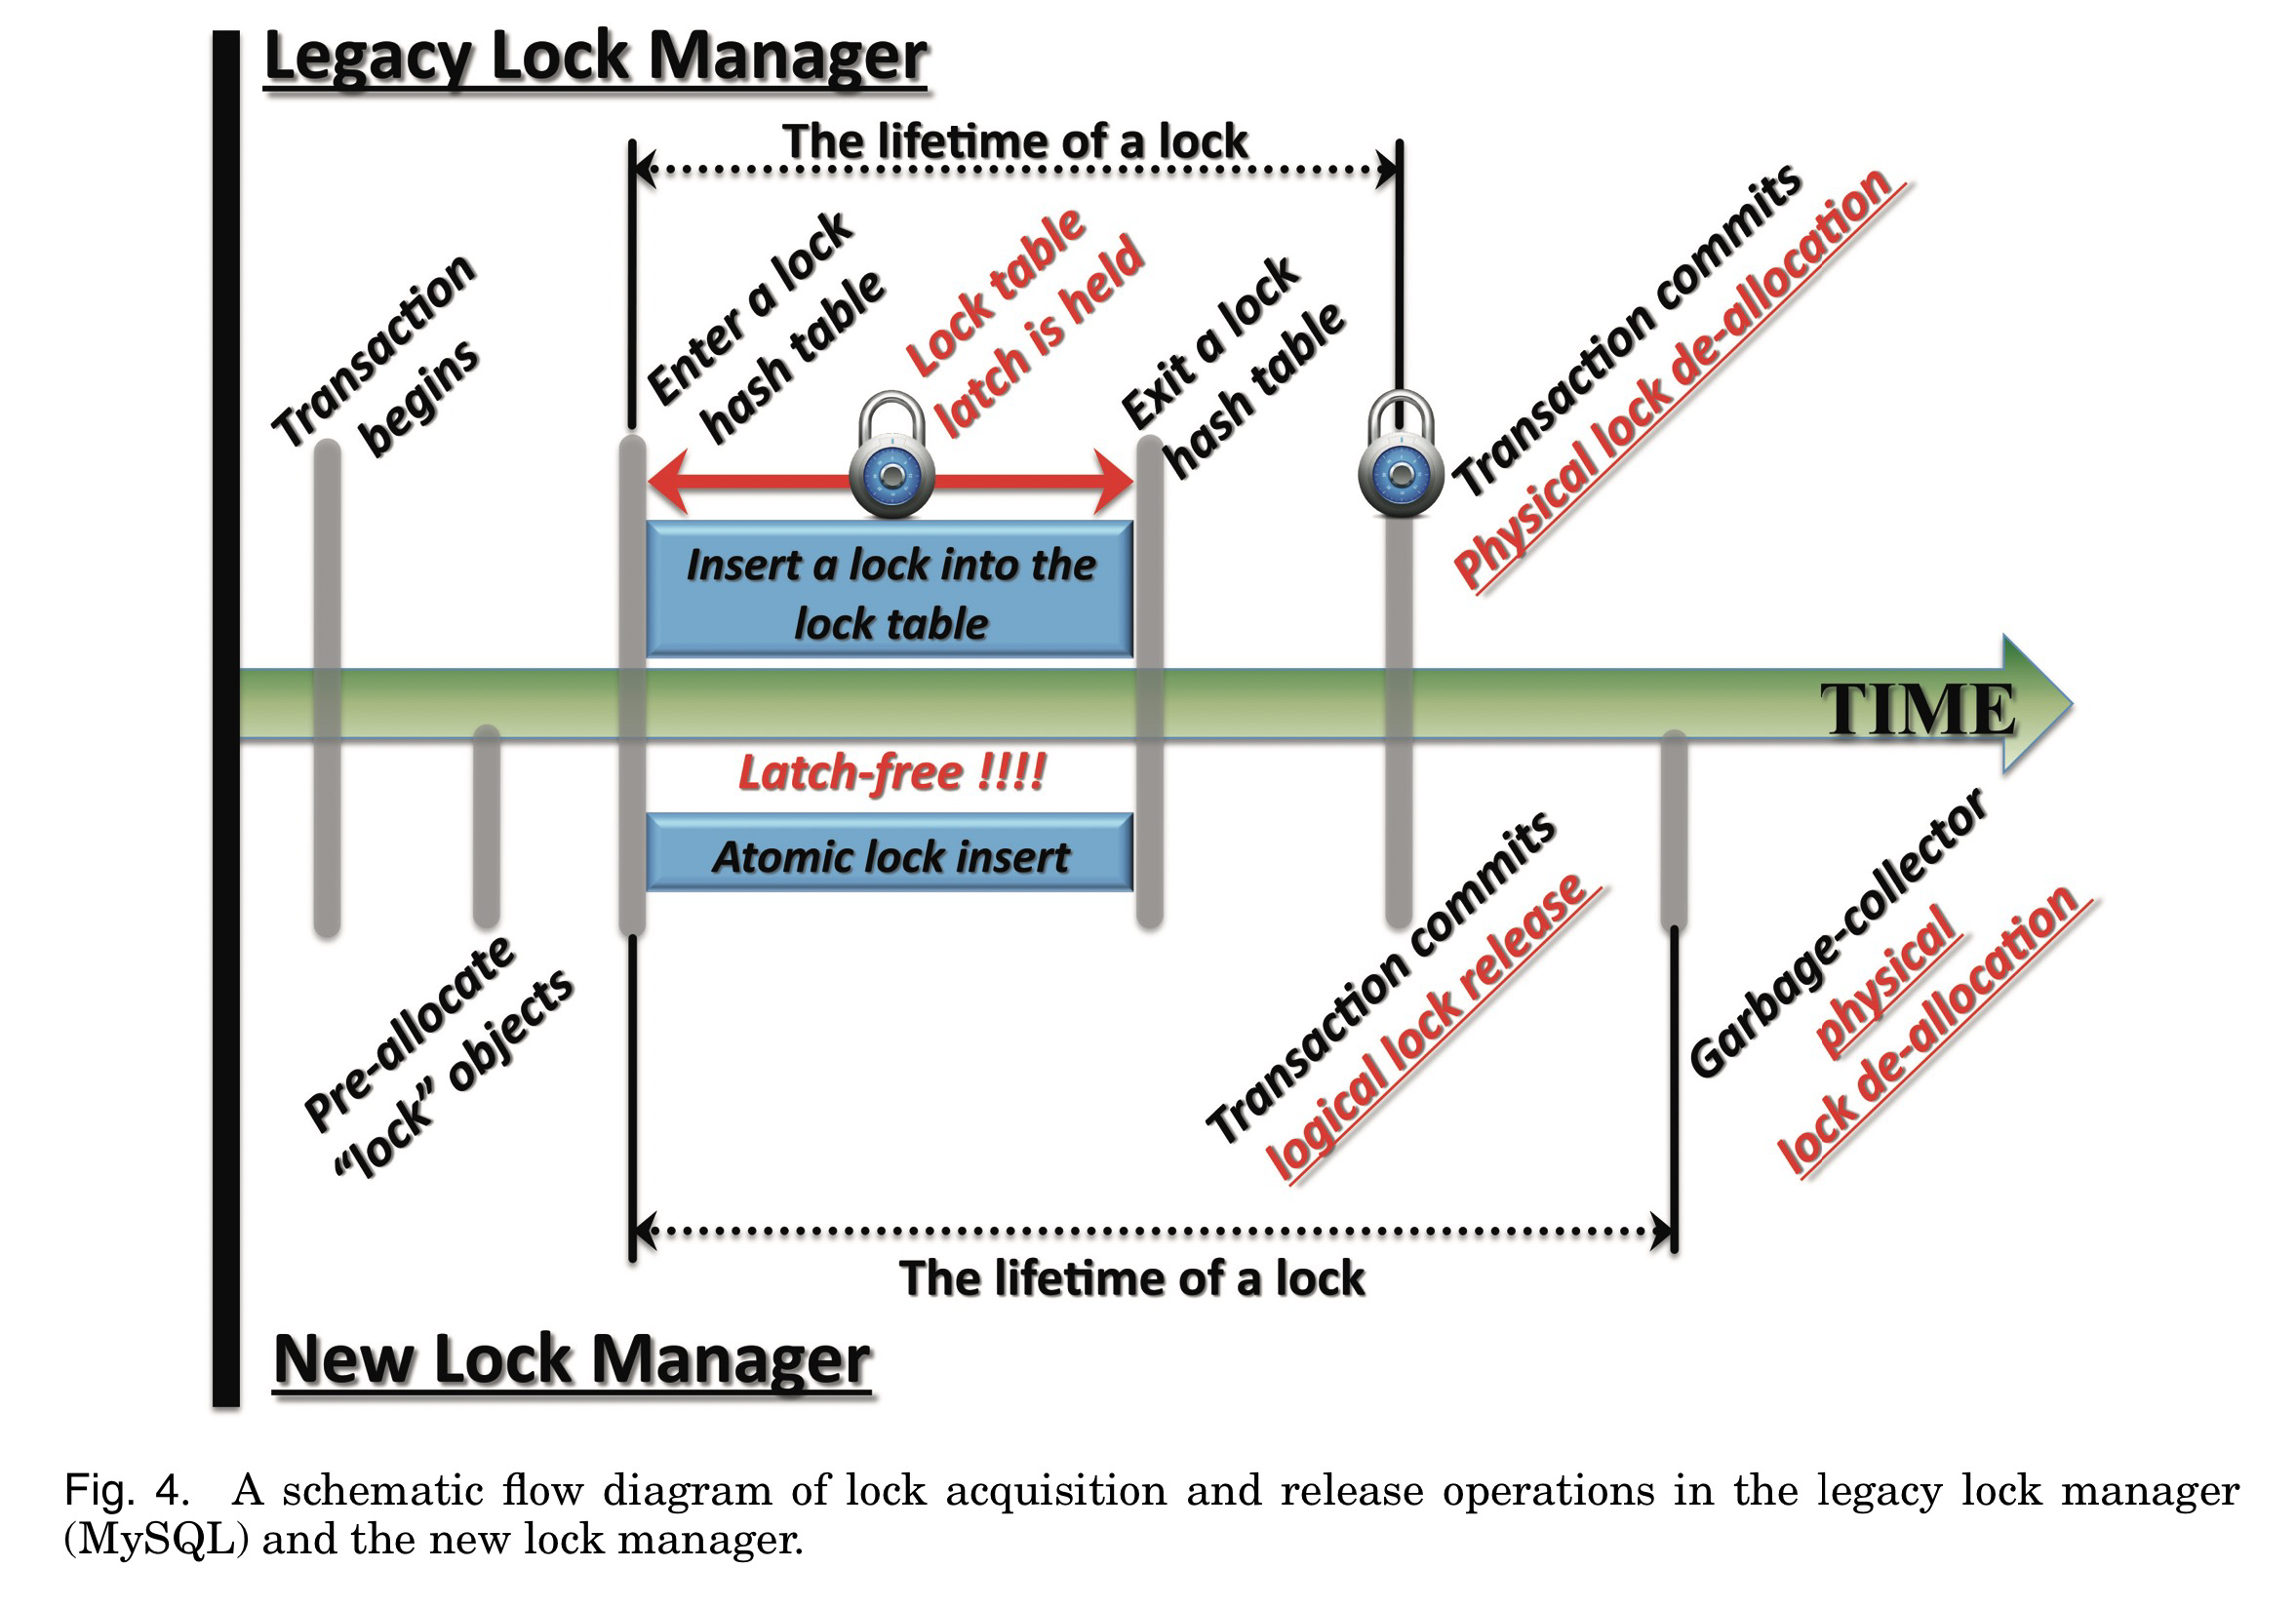 Legacy Lock Manager
The lifetime of a lock
Transaction
begins
Enter a lock
hash table
Lock table
latch is held
Exit a lock
hash table
Transaction commits
Physical lock de-allocation
Insert a lock into the
lock table
TIME
Latch-free !!!!
Atomic lock insert
Pre-allocate
“lock” objects
Transaction commits
logical lock release
Garbage-collector
physical
lock de-allocation
The lifetime of a lock
New Lock Manager
Fig. 4. A schematic flow diagram of lock acquisition and release operations in the legacy lock manager
(MySQL) and the new lock manager.